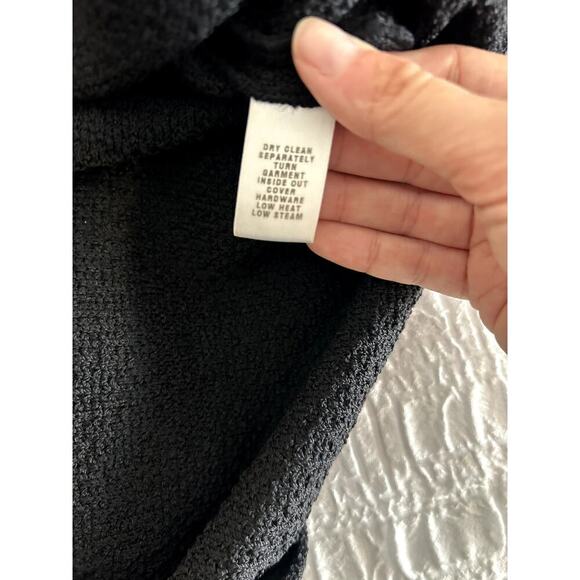 DRY CLEAN
SEPARATELY
TURN
GARMENT
INSIDE OUT
COVER
HARDWARE
LOW HEAT
LOW STEAM